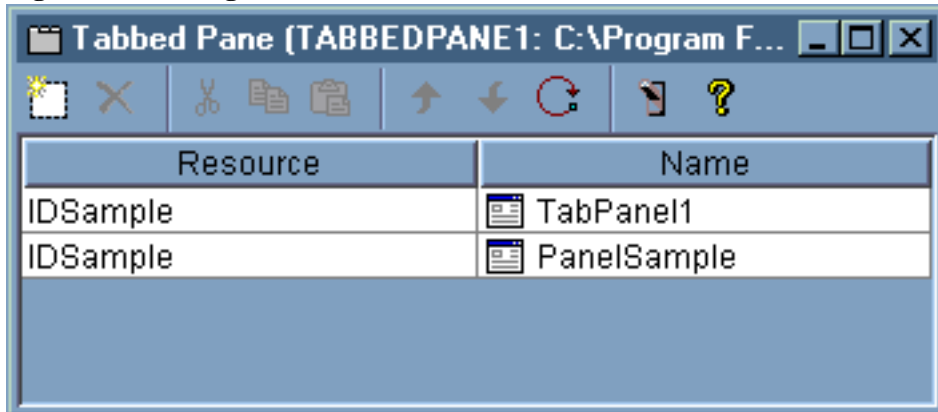 Tabbed Pane (TABBEDPANE1: C:\Program F...
Resource Name
IDSample TabPanel1
IDSample PanelSample